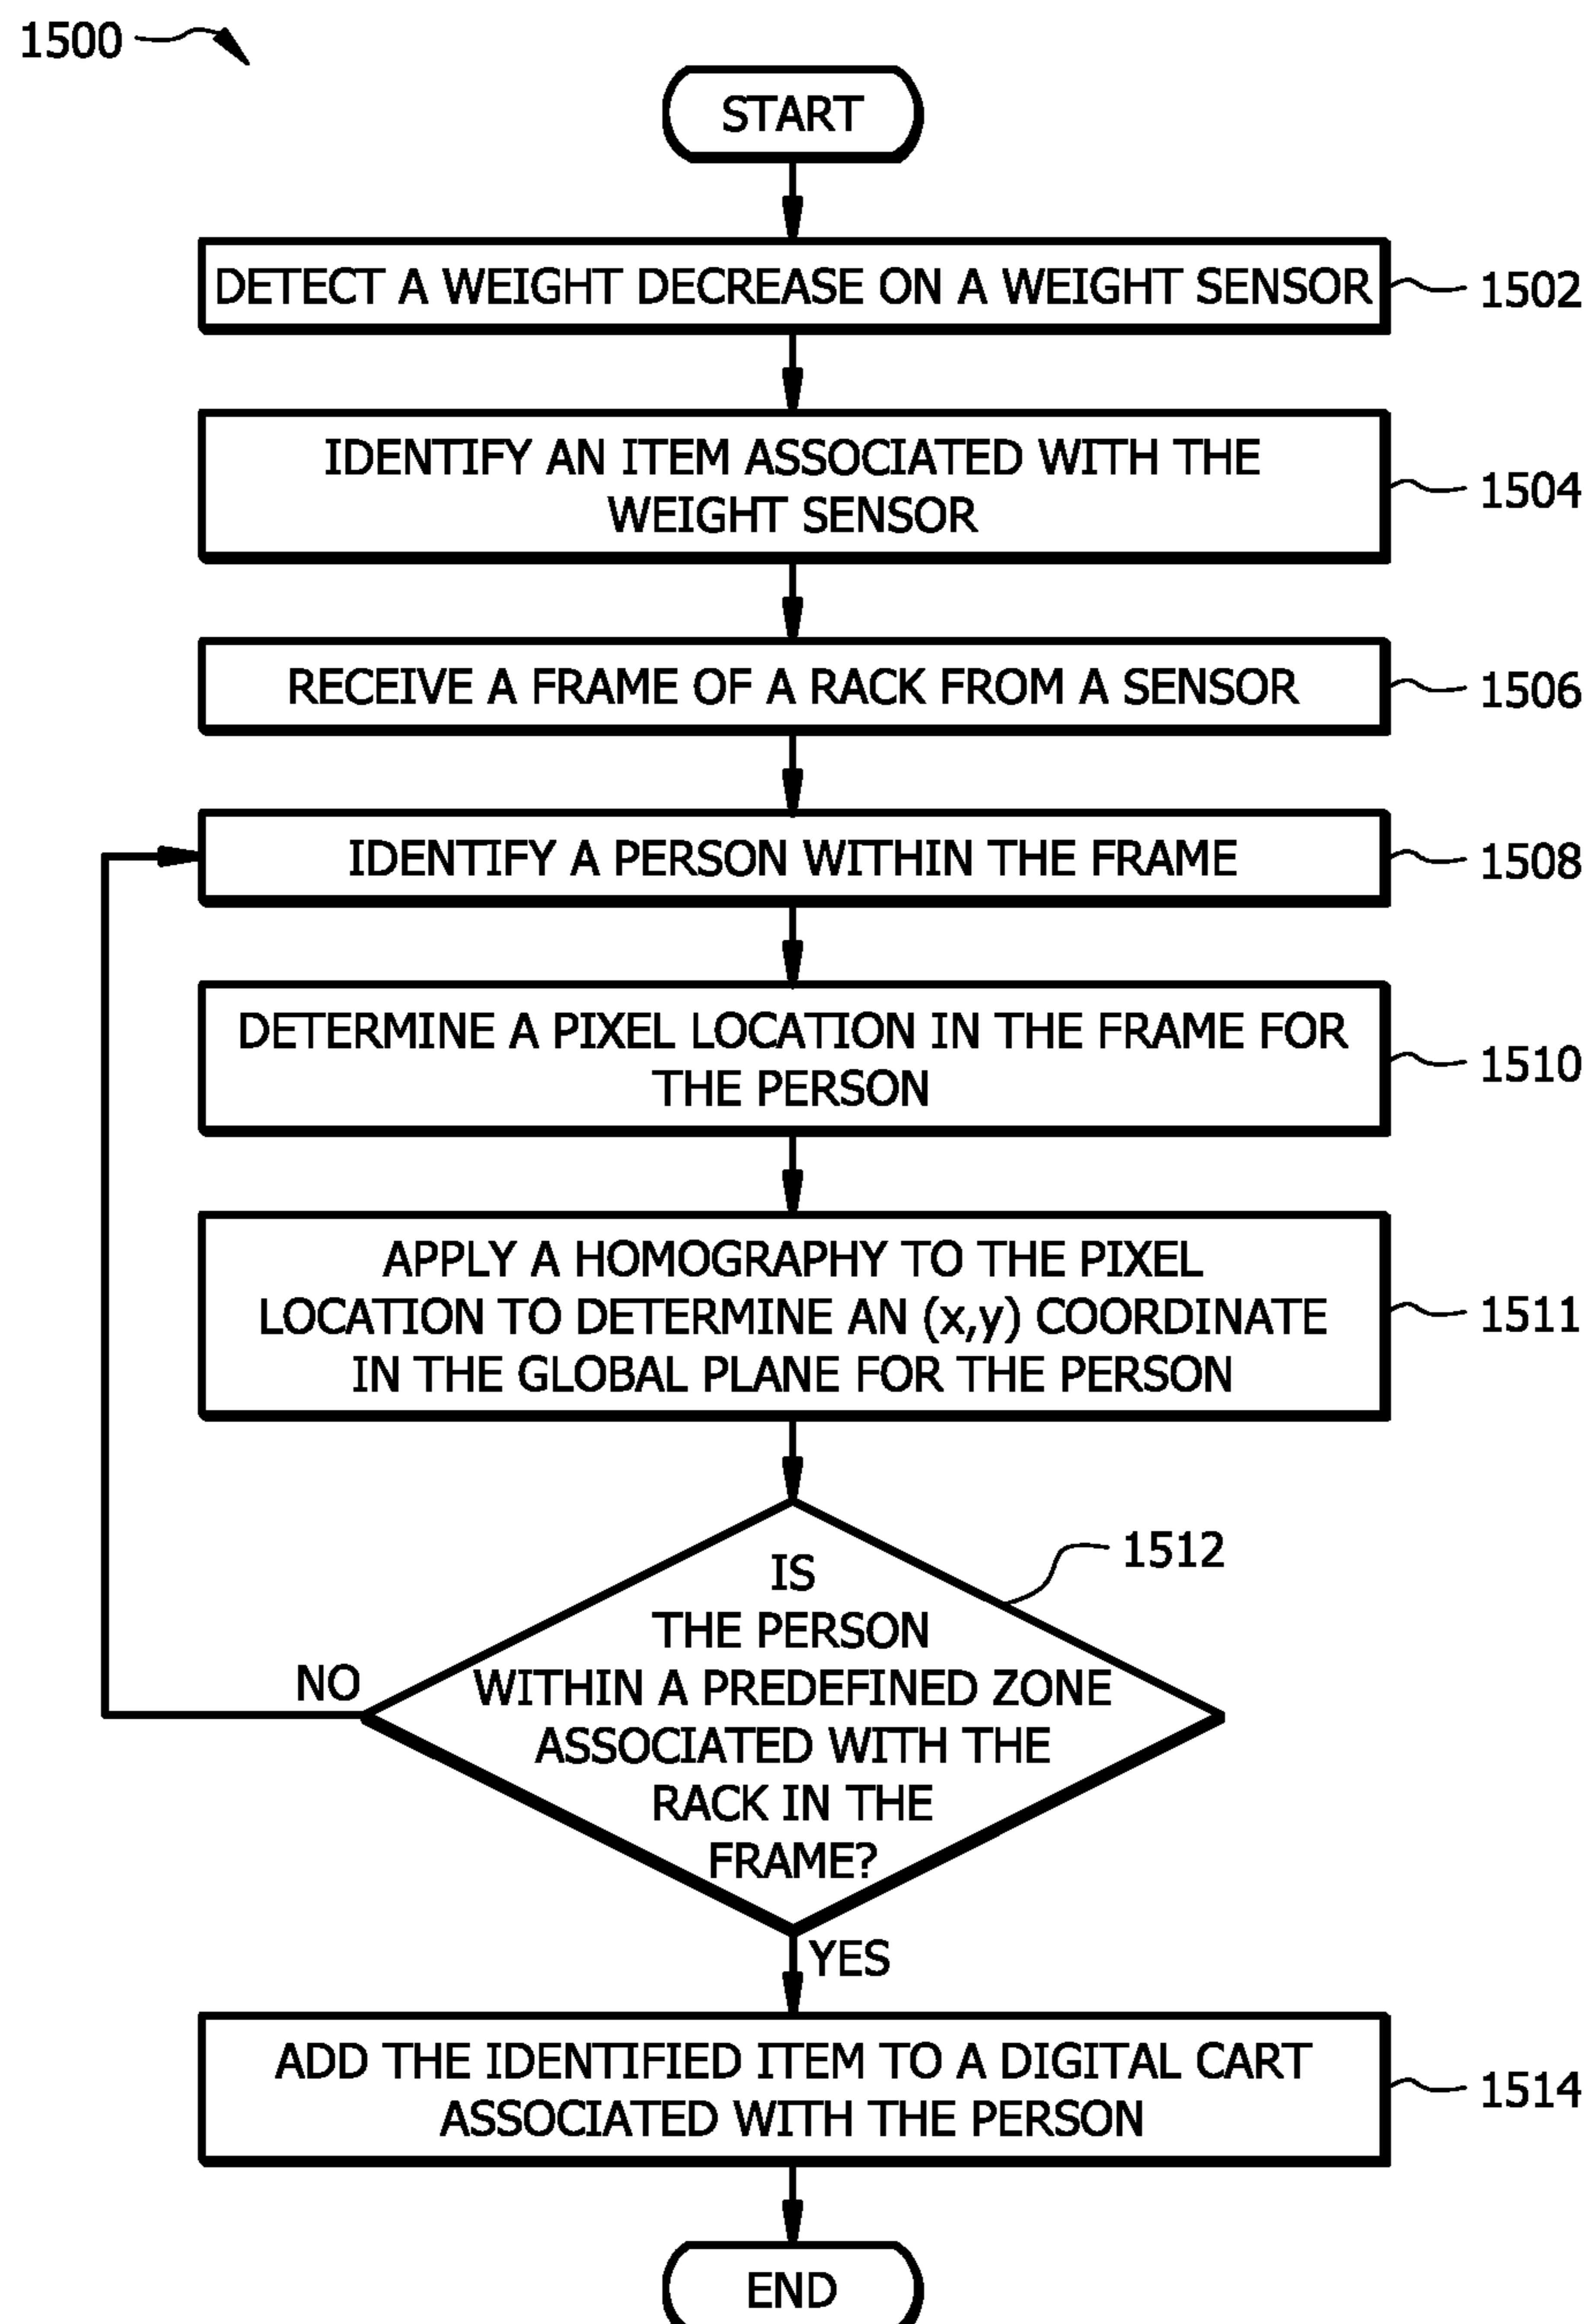 1500
START
DETECT A WEIGHT DECREASE ON A WEIGHT SENSOR
1502
IDENTIFY AN ITEM ASSOCIATED WITH THE
WEIGHT SENSOR
1504
RECEIVE A FRAME OF A RACK FROM A SENSOR
1506
IDENTIFY A PERSON WITHIN THE FRAME
1508
DETERMINE A PIXEL LOCATION IN THE FRAME FOR
THE PERSON
1510
APPLY A HOMOGRAPHY TO THE PIXEL
LOCATION TO DETERMINE AN (x,y) COORDINATE
IN THE GLOBAL PLANE FOR THE PERSON
1511
IS
THE PERSON
WITHIN A PREDEFINED ZONE
ASSOCIATED WITH THE
RACK IN THE
FRAME?
1512
NO
YES
ADD THE IDENTIFIED ITEM TO A DIGITAL CART
ASSOCIATED WITH THE PERSON
1514
END